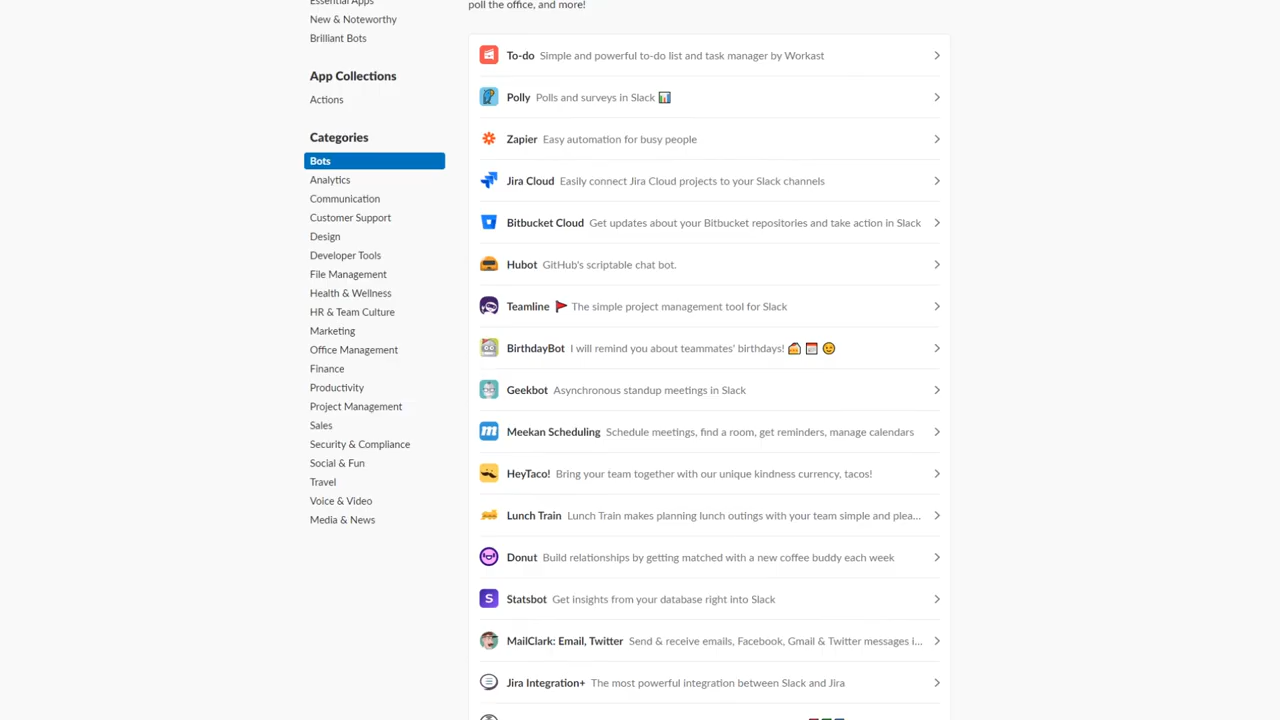 Essential Apps
New & Noteworthy
Brilliant Bots
App Collections
Actions
Categories
Bots
Analytics
Communication
Customer Support
Design
Developer Tools
File Management
Health & Wellness
HR & Team Culture
Marketing
Office Management
Finance
Productivity
Project Management
Sales
Security & Compliance
Social & Fun
Travel
Voice & Video
Media & News
poll the office, and more!
To-do Simple and powerful to-do list and task manager by Workast
Polly Polls and surveys in Slack 📊
Zapier Easy automation for busy people
Jira Cloud Easily connect Jira Cloud projects to your Slack channels
Bitbucket Cloud Get updates about your Bitbucket repositories and take action in Slack
Hubot GitHub's scriptable chat bot.
Teamline 🚩 The simple project management tool for Slack
BirthdayBot I will remind you about teammates' birthdays! 🍰 📅 😉
Geekbot Asynchronous standup meetings in Slack
Meekan Scheduling Schedule meetings, find a room, get reminders, manage calendars
HeyTaco! Bring your team together with our unique kindness currency, tacos!
Lunch Train Lunch Train makes planning lunch outings with your team simple and plea...
Donut Build relationships by getting matched with a new coffee buddy each week
S Statsbot Get insights from your database right into Slack
MailClark: Email, Twitter Send & receive emails, Facebook, Gmail & Twitter messages i...
Jira Integration+ The most powerful integration between Slack and Jira